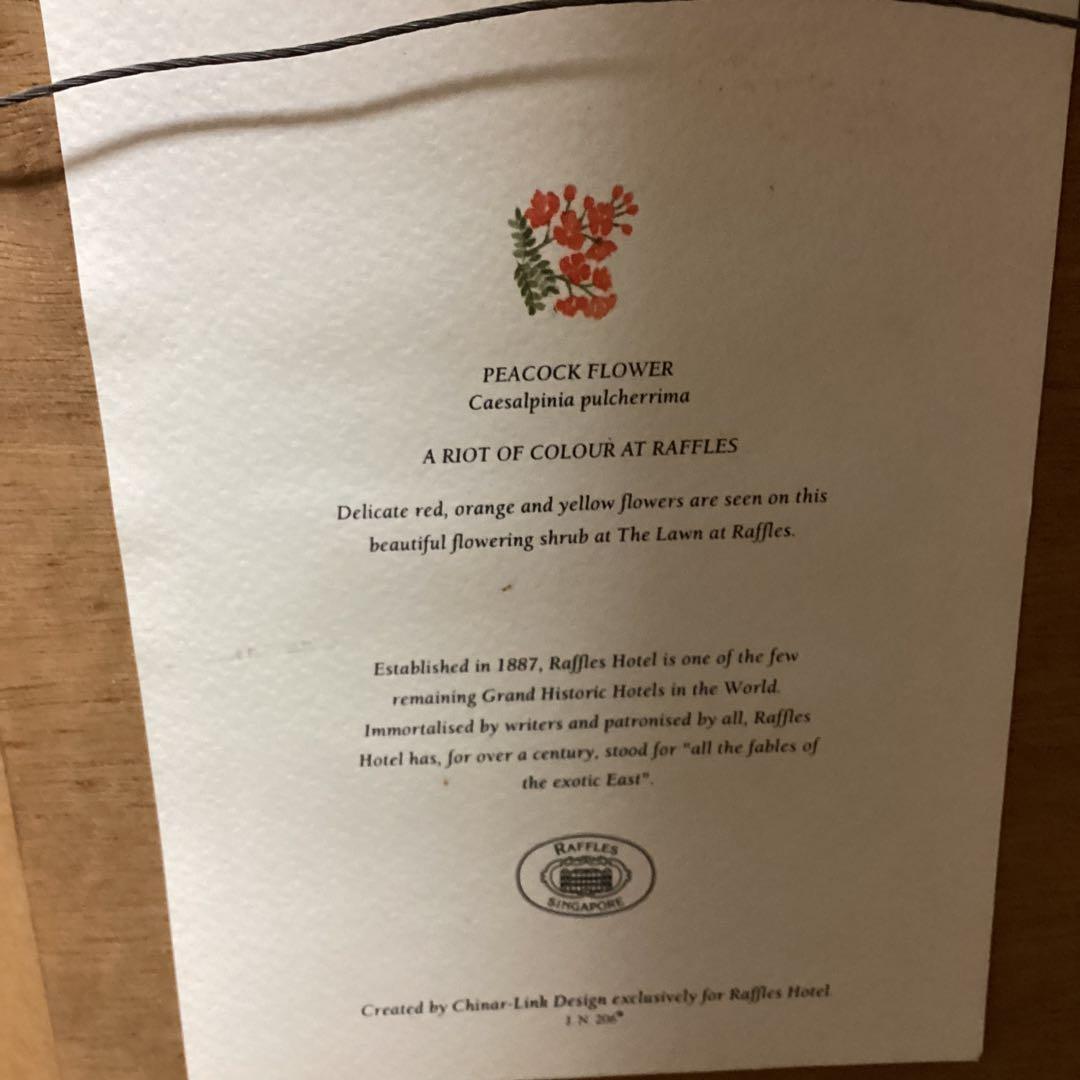 PEACOCK FLOWER
Caesalpinia pulcherrima
A RIOT OF COLOUR AT RAFFLES
Delicate red, orange and yellow flowers are seen on this
beautiful flowering shrub at The Lawn at Raffles.
Established in 1887, Raffles Hotel is one of the few
remaining Grand Historic Hotels in the World.
Immortalised by writers and patronised by all, Raffles
Hotel has, for over a century, stood for "all the fables of
the exotic East".
RAFFLES
SINGAPORE
Created by Chinar-Link Design exclusively for Raffles Hotel